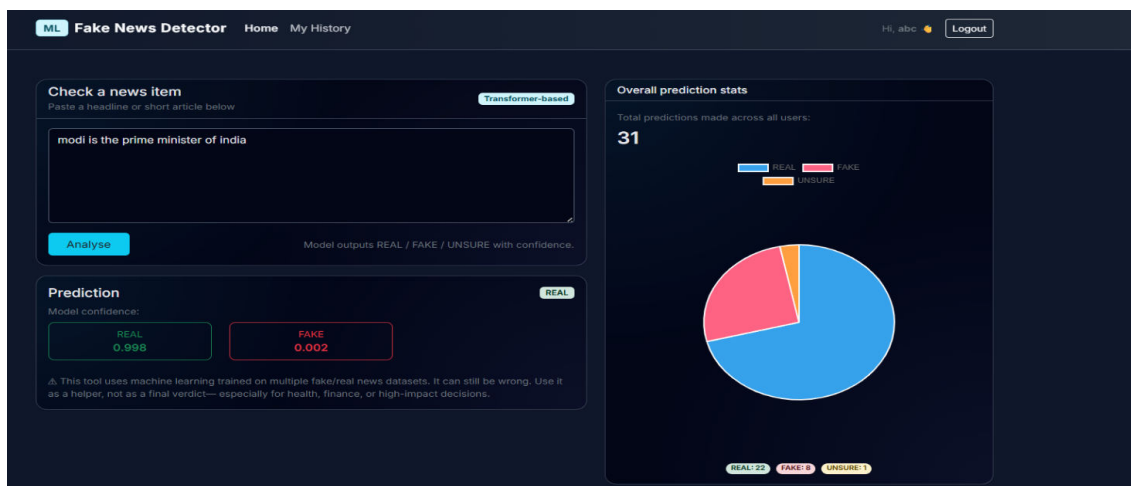 ML Fake News Detector Home My History Hi, abc 👋 Logout
Check a news item
Paste a headline or short article below
Transformer-based
modi is the prime minister of india
Analyse Model outputs REAL / FAKE / UNSURE with confidence.
Prediction REAL
Model confidence:
REAL FAKE
0.998 0.002
⚠ This tool uses machine learning trained on multiple fake/real news datasets. It can still be wrong. Use it
as a helper, not as a final verdict— especially for health, finance, or high-impact decisions.
Overall prediction stats
Total predictions made across all users:
31
REAL FAKE
UNSURE
REAL: 22 FAKE: 8 UNSURE: 1